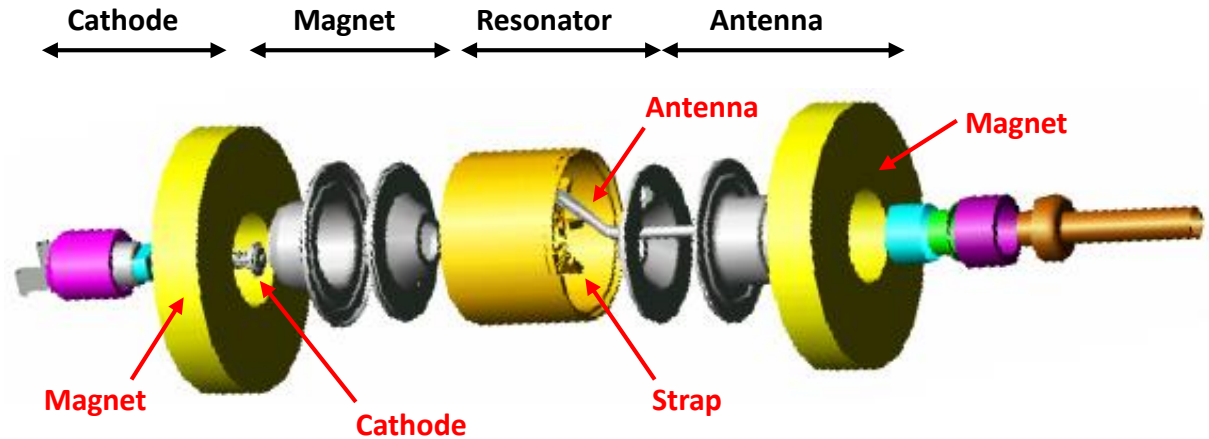 Cathode
Magnet
Resonator
Antenna
Antenna
Magnet
Magnet
Cathode
Strap